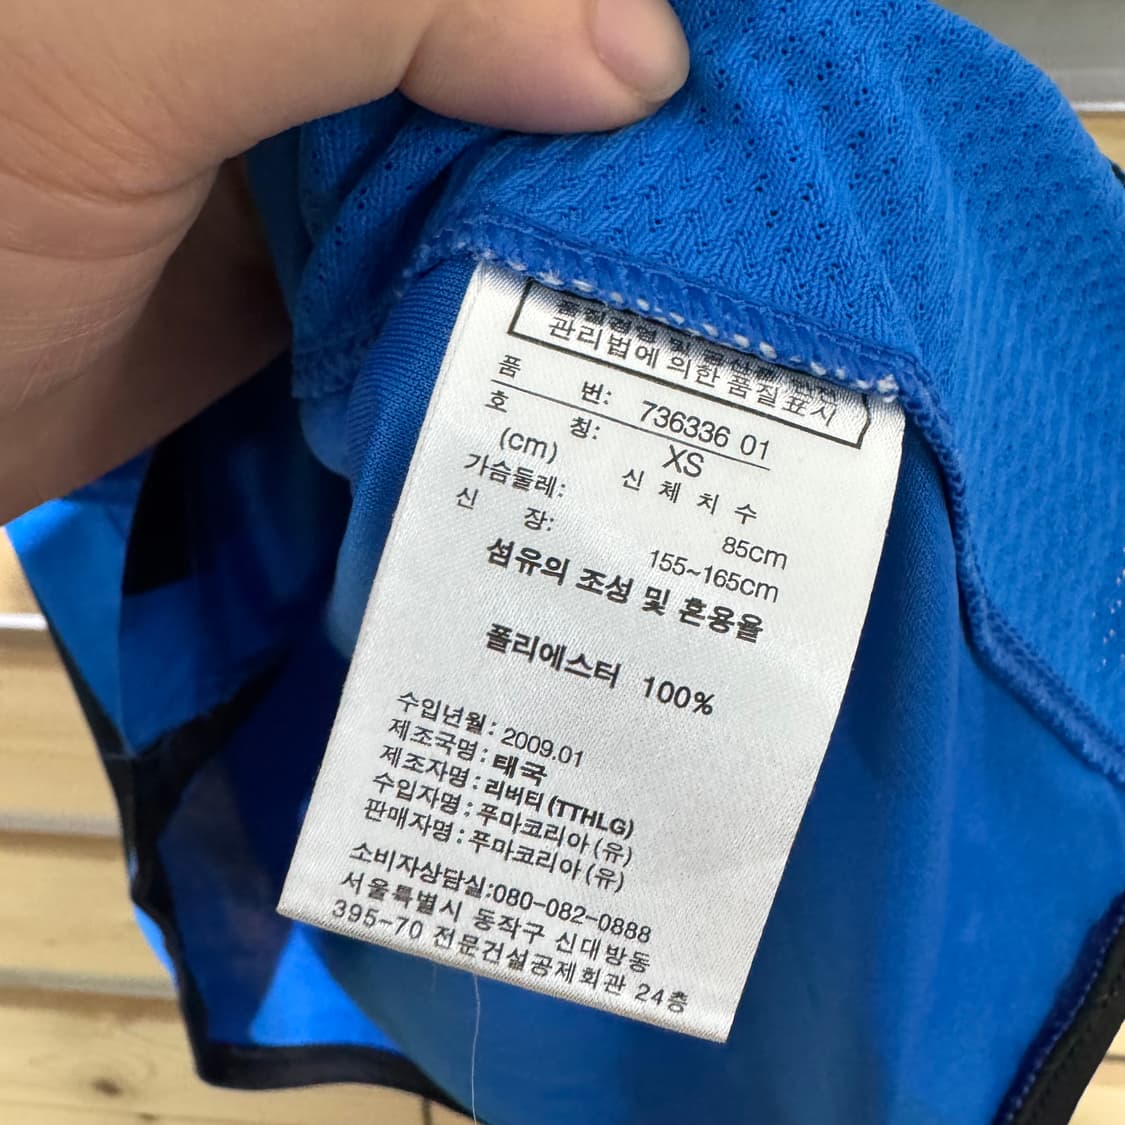 관리법에 의한 품질표시
품 번: 736336 01
호 칭: XS
(cm) 신 체 치 수
가슴둘레: 85cm
신 장: 155~165cm
섬유의 조성 및 혼용율
폴리에스터 100%
수입년월: 2009.01
제조국명: 태국
제조자명: 리버티(TTHLG)
수입자명: 푸마코리아(유)
판매자명: 푸마코리아(유)
소비자상담실:080-082-0888
서울특별시 동작구 신대방동
395-70 전문건설공제회관 24층